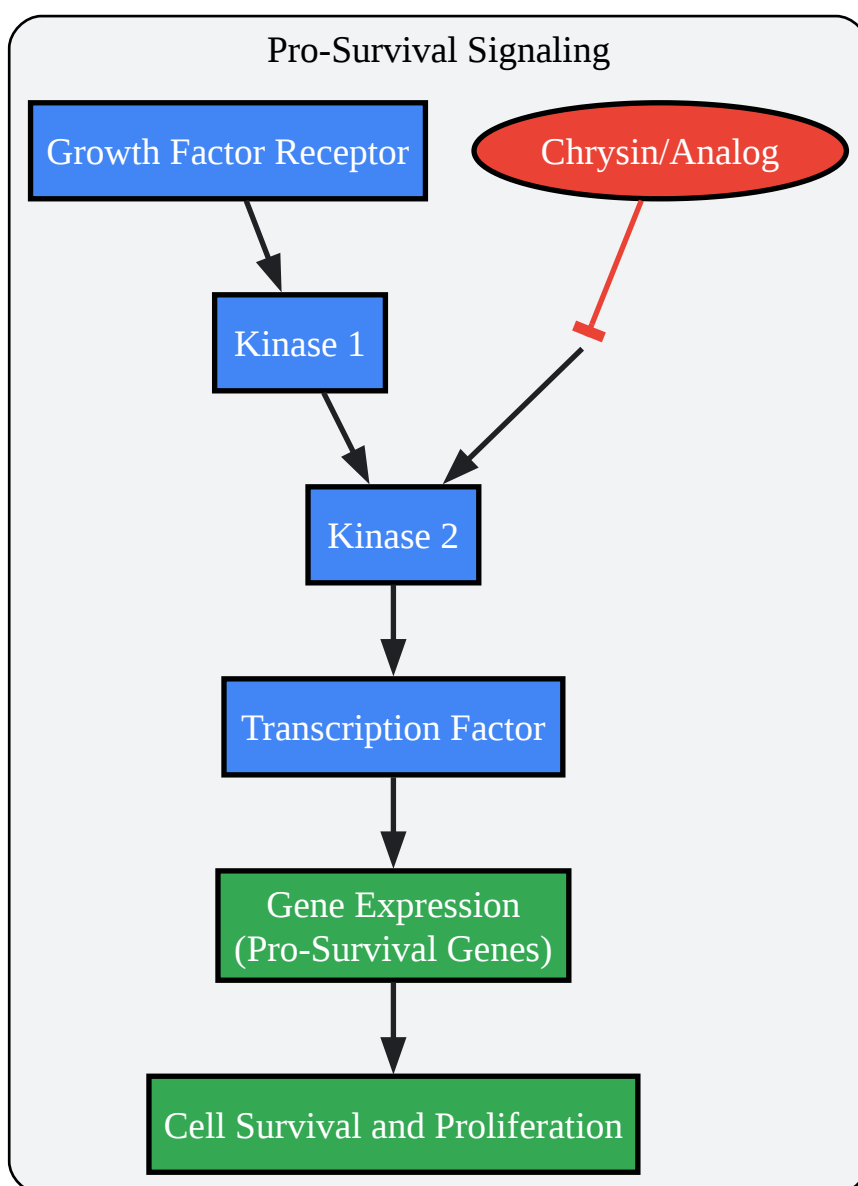 Pro-Survival Signaling
Growth Factor Receptor
Chrysin/Analog
Kinase 1
Kinase 2
Transcription Factor
Gene Expression
(Pro-Survival Genes)
Cell Survival and Proliferation